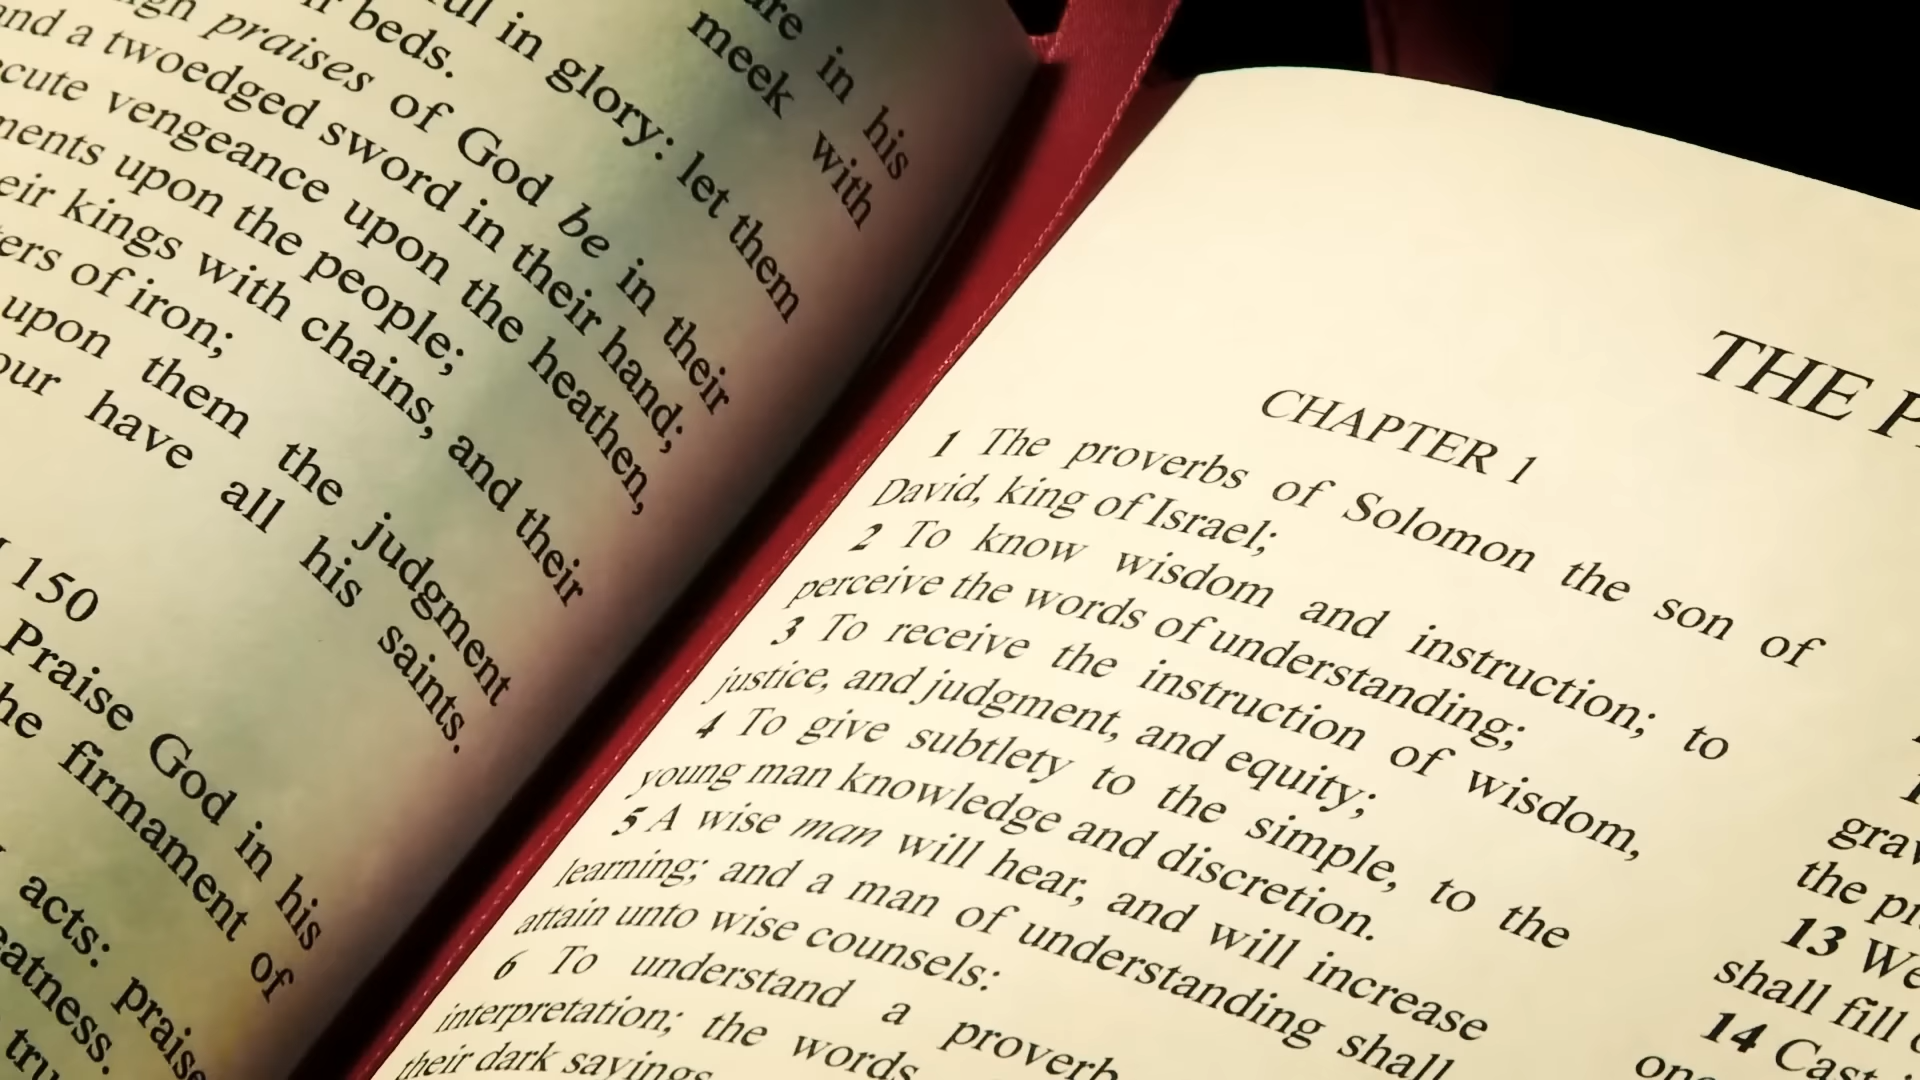 are in his
meek with
in glory: let them
beds.
praises of God be in their
and a twoedged sword in their hand;
vengeance upon the heathen,
upon the people;
kings with chains, and their
of iron;
upon them the judgment
have all his saints.
150
Praise God in his
firmament of
acts: praise
THE
CHAPTER 1
1 The proverbs of Solomon the son of
David, king of Israel;
2 To know wisdom and instruction; to
perceive the words of understanding;
3 To receive the instruction of wisdom,
justice, and judgment, and equity;
4 To give subtlety to the simple, to the
young man knowledge and discretion.
5 A wise man will hear, and will increase
learning; and a man of understanding shall
attain unto wise counsels:
6 To understand a proverb
interpretation; the words
their dark sayings
the
13 We
shall fill
14 Cast